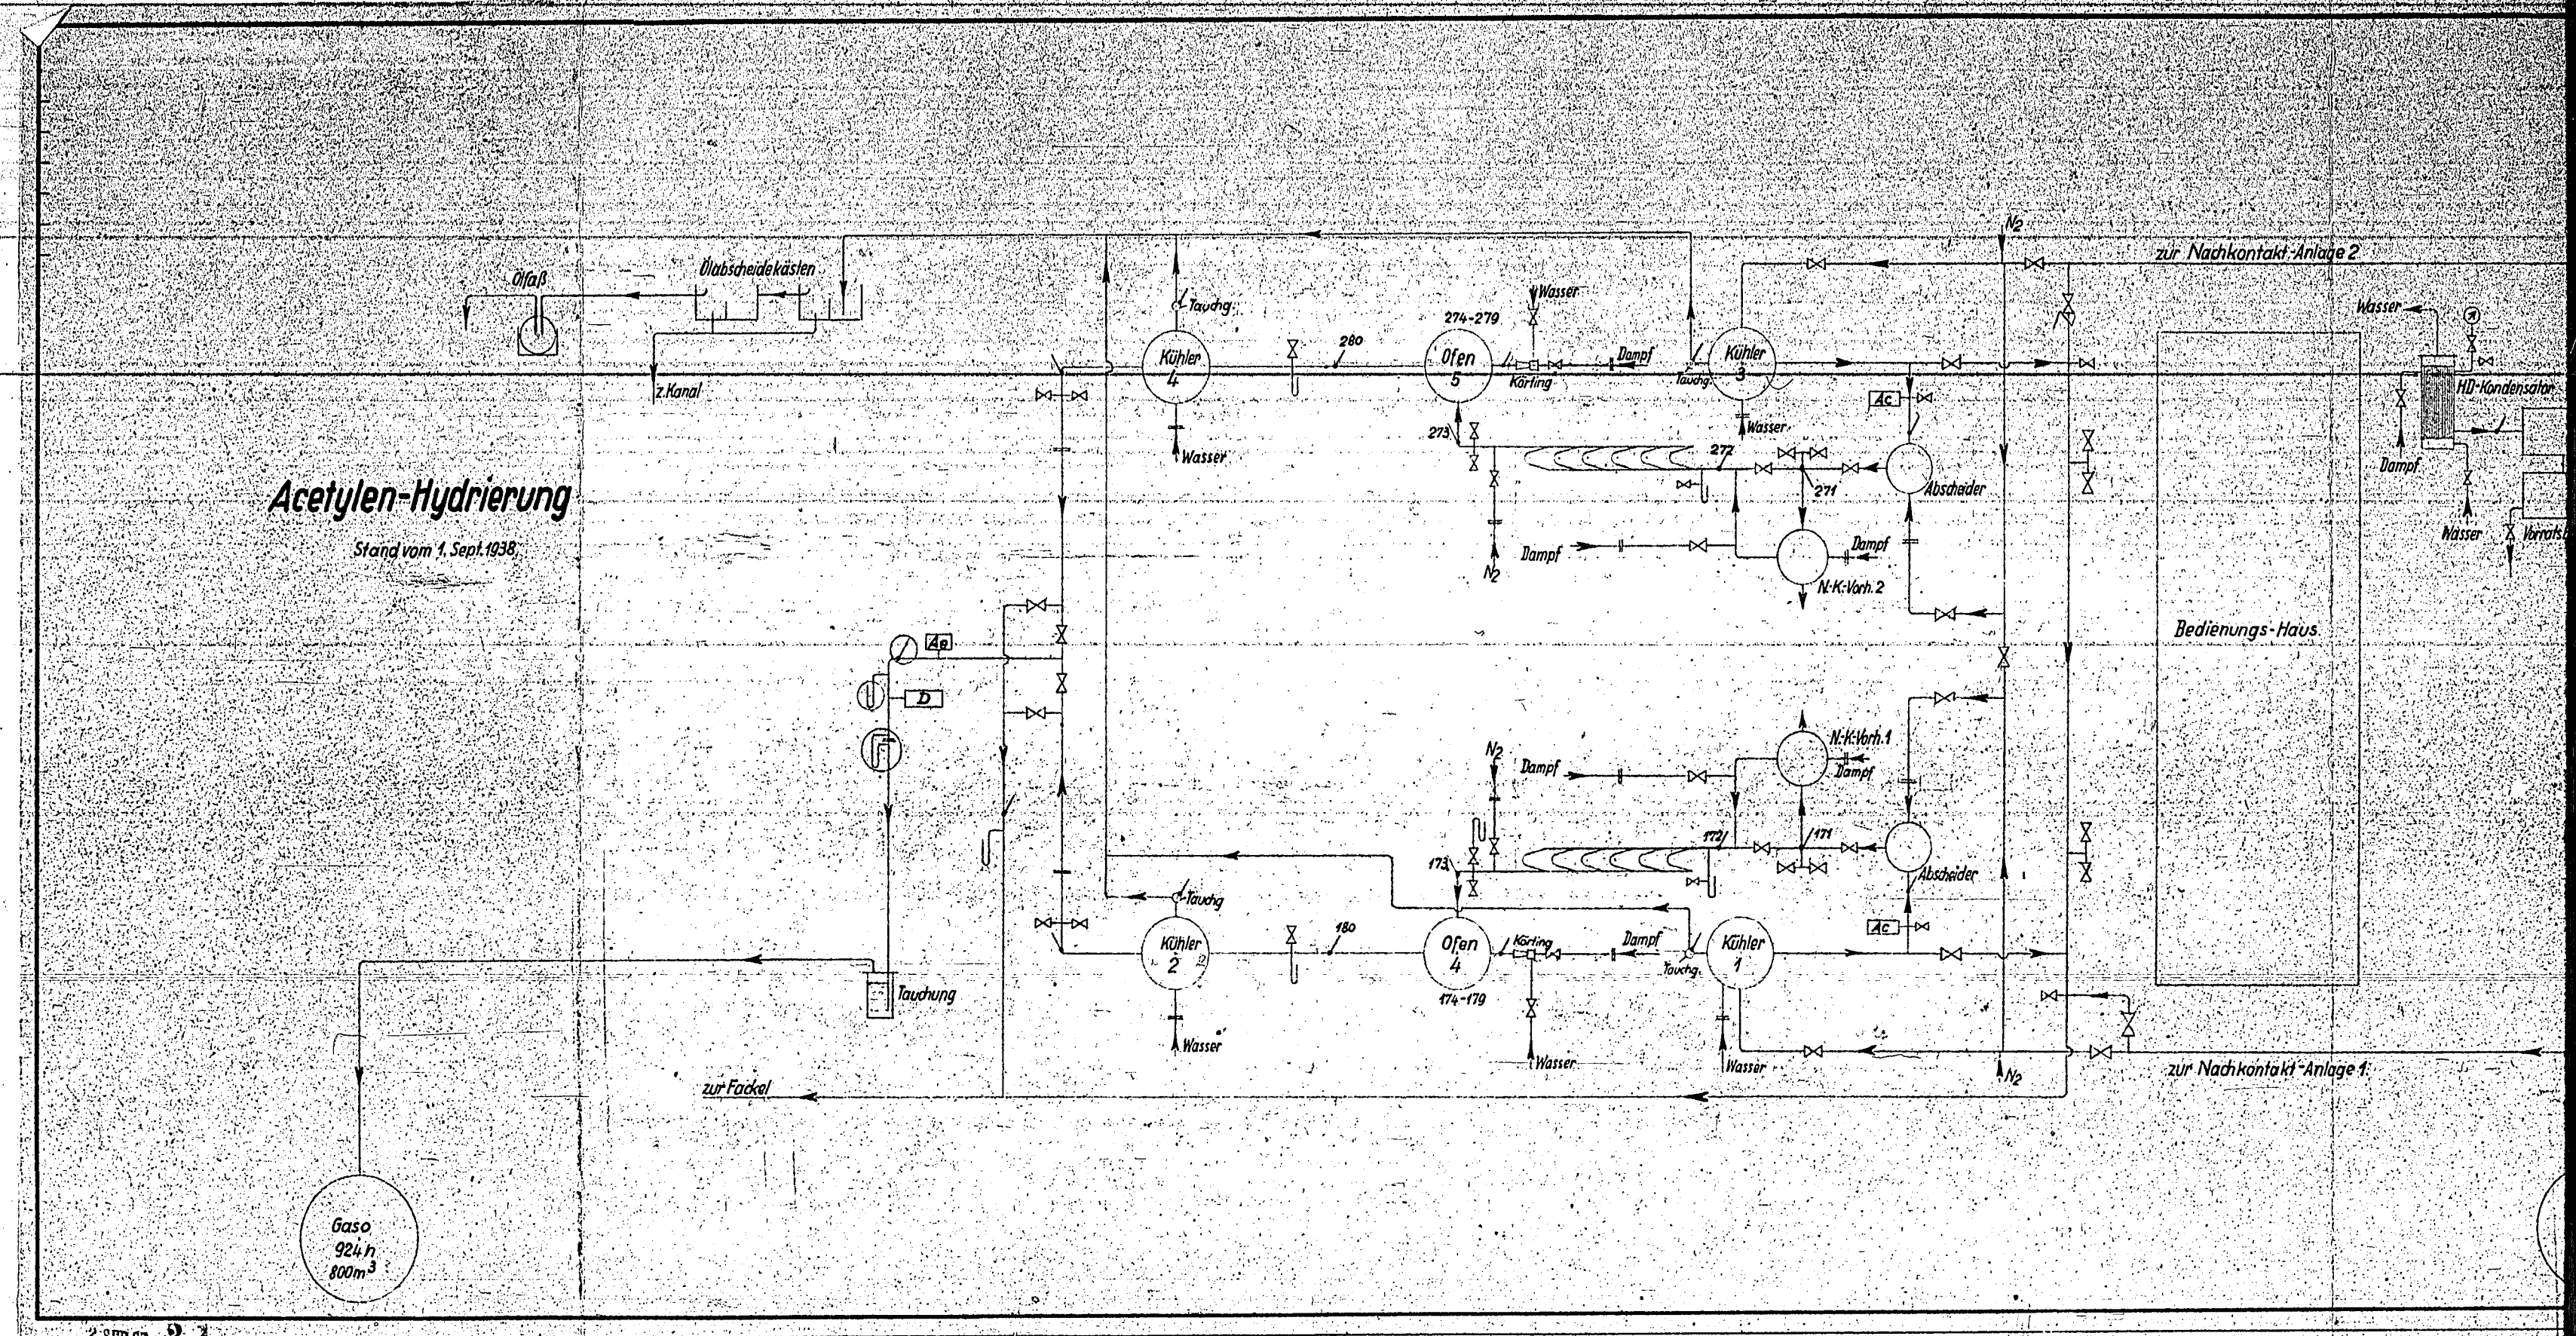 N2
zur Nachkontakt-Anlage 2
Ölfaß
Ölabscheidekästen
Wasser
Tauchg.
Wasser
274-279
280
Kühler
4
Ofen
5
Körting
Dampf
Tauchg.
Kühler
3
HD-Kondensator
z. Kanal
Ac
Wasser
273
Wasser
272
271
Abscheider
Dampf
Acetylen-Hydrierung
Stand vom 1. Sept. 1938.
Wasser
Dampf
Dampf
N2
N.-K.-Vorh. 2
Bedienungs-Haus
D
N2
N.-K.-Vorh. 1
Dampf
Dampf
173
172
171
Abscheider
Tauchg
180
Kühler
2
Ofen
4
Körting
Dampf
Tauchg.
Kühler
1
Ac
174-179
Tauchung
Wasser
Wasser
Wasser
N2
zur Nachkontakt-Anlage 1.
zur Fackel
Gaso
924h
800m³